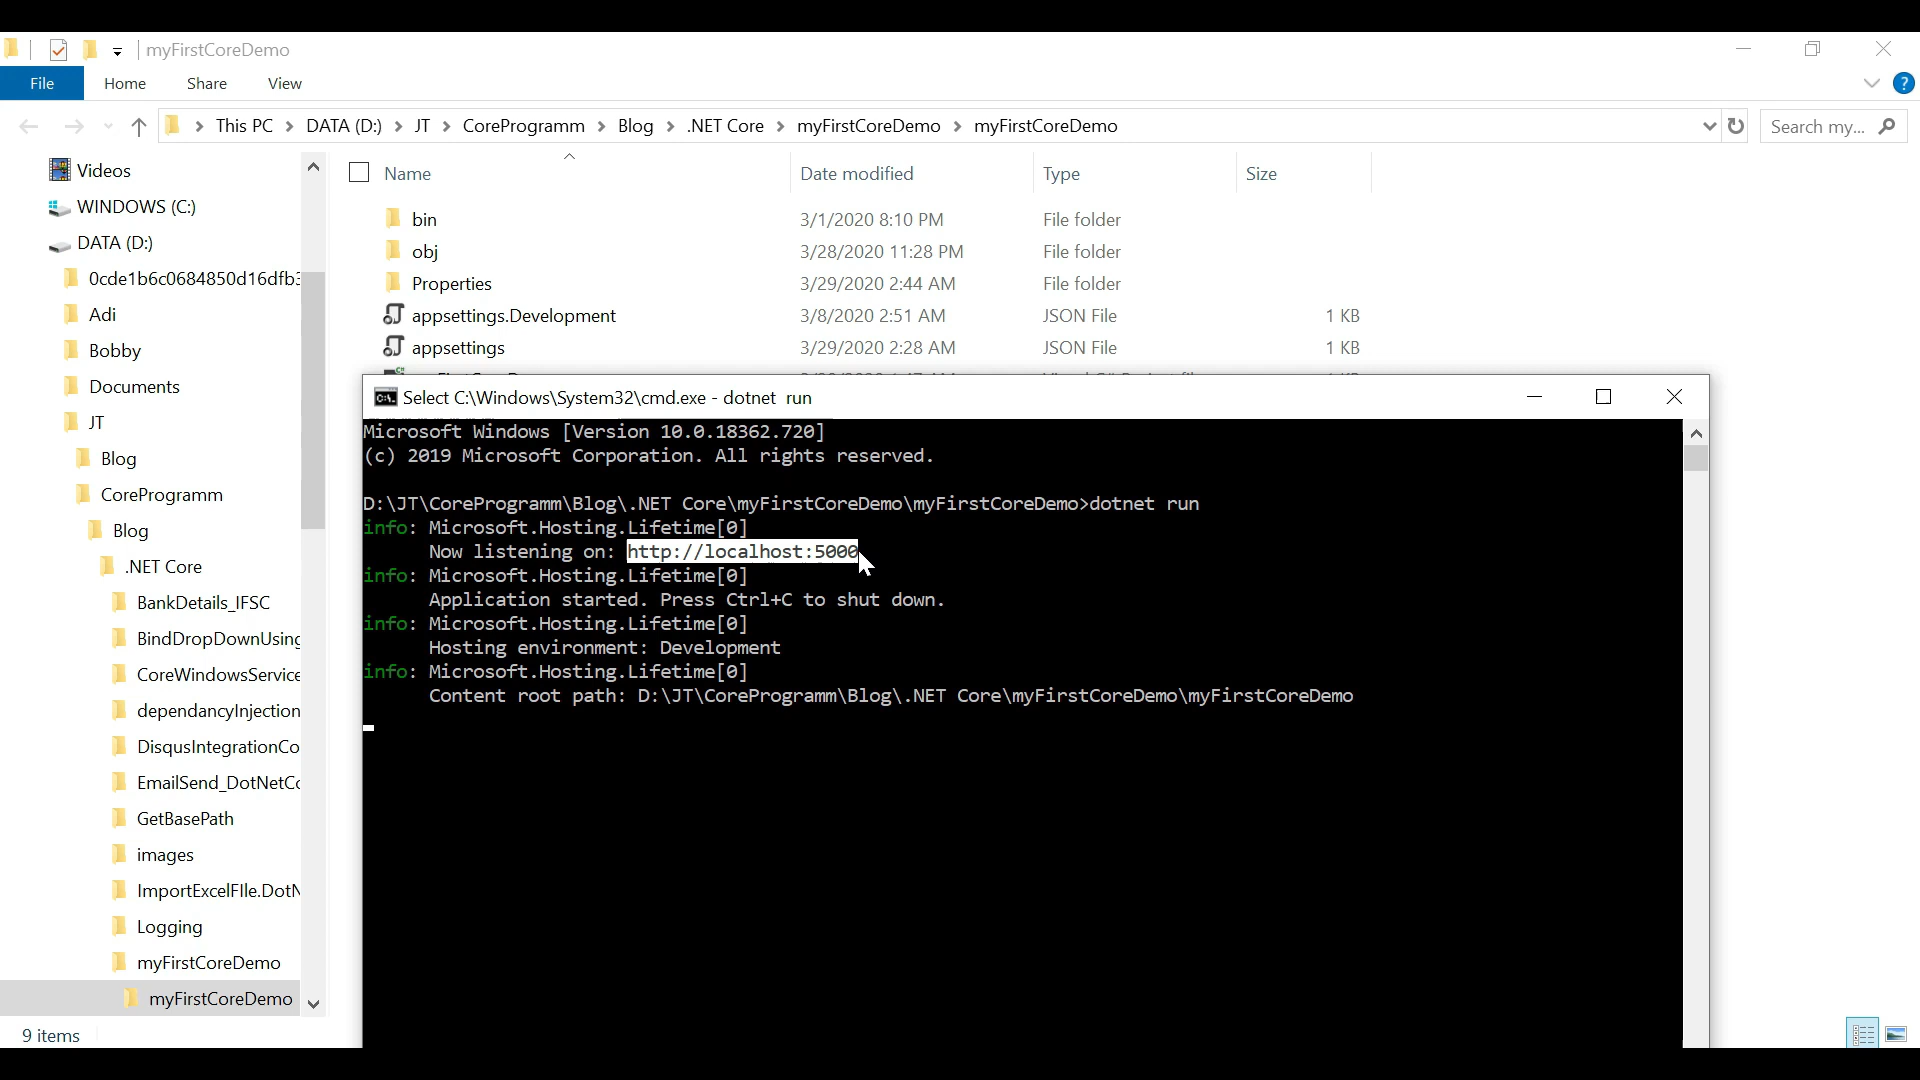 myFirstCoreDemo
File Home Share View
This PC > DATA (D:) > JT > CoreProgramm > Blog > .NET Core > myFirstCoreDemo > myFirstCoreDemo
Search my...
Videos
WINDOWS (C:)
DATA (D:)
0cde1b6c0684850d16dfb
Adi
Bobby
Documents
JT
Blog
CoreProgramm
Blog
.NET Core
BankDetails_IFSC
BindDropDownUsing
CoreWindowsService
dependancyInjection
DisqusIntegrationCo
EmailSend_DotNetCo
GetBasePath
images
ImportExcelFIle.DotN
Logging
myFirstCoreDemo
myFirstCoreDemo
9 items
Name Date modified Type Size
bin 3/1/2020 8:10 PM File folder
obj 3/28/2020 11:28 PM File folder
Properties 3/29/2020 2:44 AM File folder
appsettings.Development 3/8/2020 2:51 AM JSON File 1 KB
appsettings 3/29/2020 2:28 AM JSON File 1 KB
Select C:\Windows\System32\cmd.exe - dotnet run
Microsoft Windows [Version 10.0.18362.720]
(c) 2019 Microsoft Corporation. All rights reserved.
D:\JT\CoreProgramm\Blog\.NET Core\myFirstCoreDemo\myFirstCoreDemo>dotnet run
info: Microsoft.Hosting.Lifetime[0]
Now listening on: http://localhost:5000
info: Microsoft.Hosting.Lifetime[0]
Application started. Press Ctrl+C to shut down.
info: Microsoft.Hosting.Lifetime[0]
Hosting environment: Development
info: Microsoft.Hosting.Lifetime[0]
Content root path: D:\JT\CoreProgramm\Blog\.NET Core\myFirstCoreDemo\myFirstCoreDemo